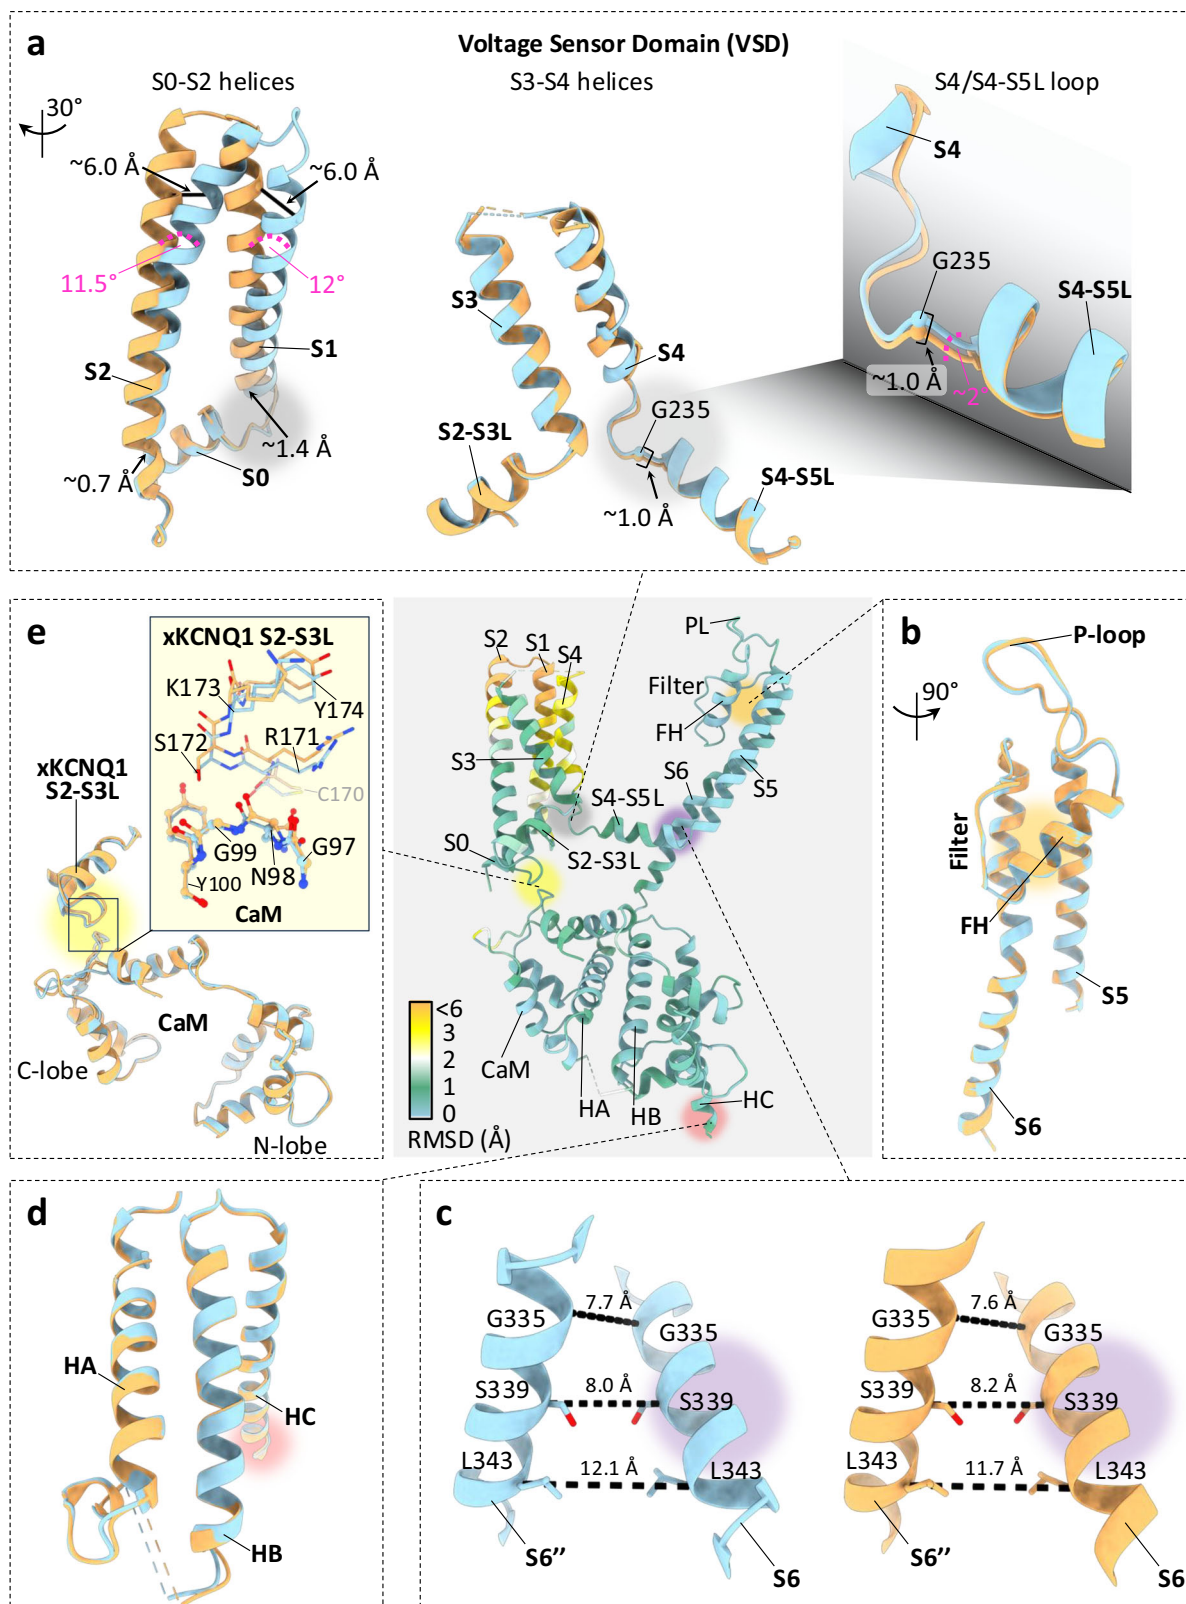 a
Voltage Sensor Domain (VSD)
S0-S2 helices
S3-S4 helices
S4/S4-S5L loop
30°
~6.0 Å
~6.0 Å
11.5°
12°
S2
S1
S0
~1.4 Å
~0.7 Å
S3
S4
G235
S2-S3L
S4-S5L
~1.0 Å
S4
G235
S4-S5L
~1.0 Å
~2°
e
xKCNQ1 S2-S3L
K173
Y174
S172
R171
C170
G99
G97
Y100
N98
CaM
xKCNQ1
S2-S3L
CaM
C-lobe
N-lobe
PL
S2
S1
S4
Filter
FH
S3
S6
S5
S4-S5L
S0
S2-S3L
<6
3
2
1
0
RMSD (Å)
CaM
HA
HB
HC
b
P-loop
90°
Filter
FH
S5
S6
d
HA
HC
HB
c
7.7 Å
G335
G335
8.0 Å
S339
S339
12.1 Å
L343
L343
S6’’
S6
7.6 Å
G335
G335
8.2 Å
S339
S339
11.7 Å
L343
L343
S6’’
S6